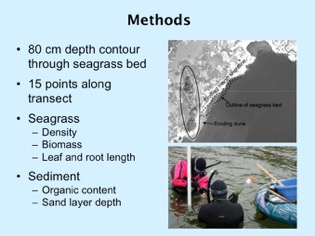 Methods
• 80 cm depth contour
through seagrass bed
• 15 points along
transect
• Seagrass
– Density
– Biomass
– Leaf and root length
• Sediment
– Organic content
– Sand layer depth
Outline of seagrass bed
Eroding dune